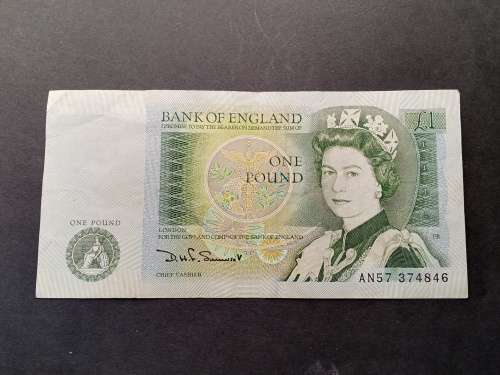 BANK OF ENGLAND
£1
I PROMISE TO PAY THE BEARER ON DEMAND THE SUM OF
ONE
POUND
ONE POUND
LONDON
FOR THE GOVR AND COMPA OF THE BANK OF ENGLAND
CHIEF CASHIER
AN57 374846